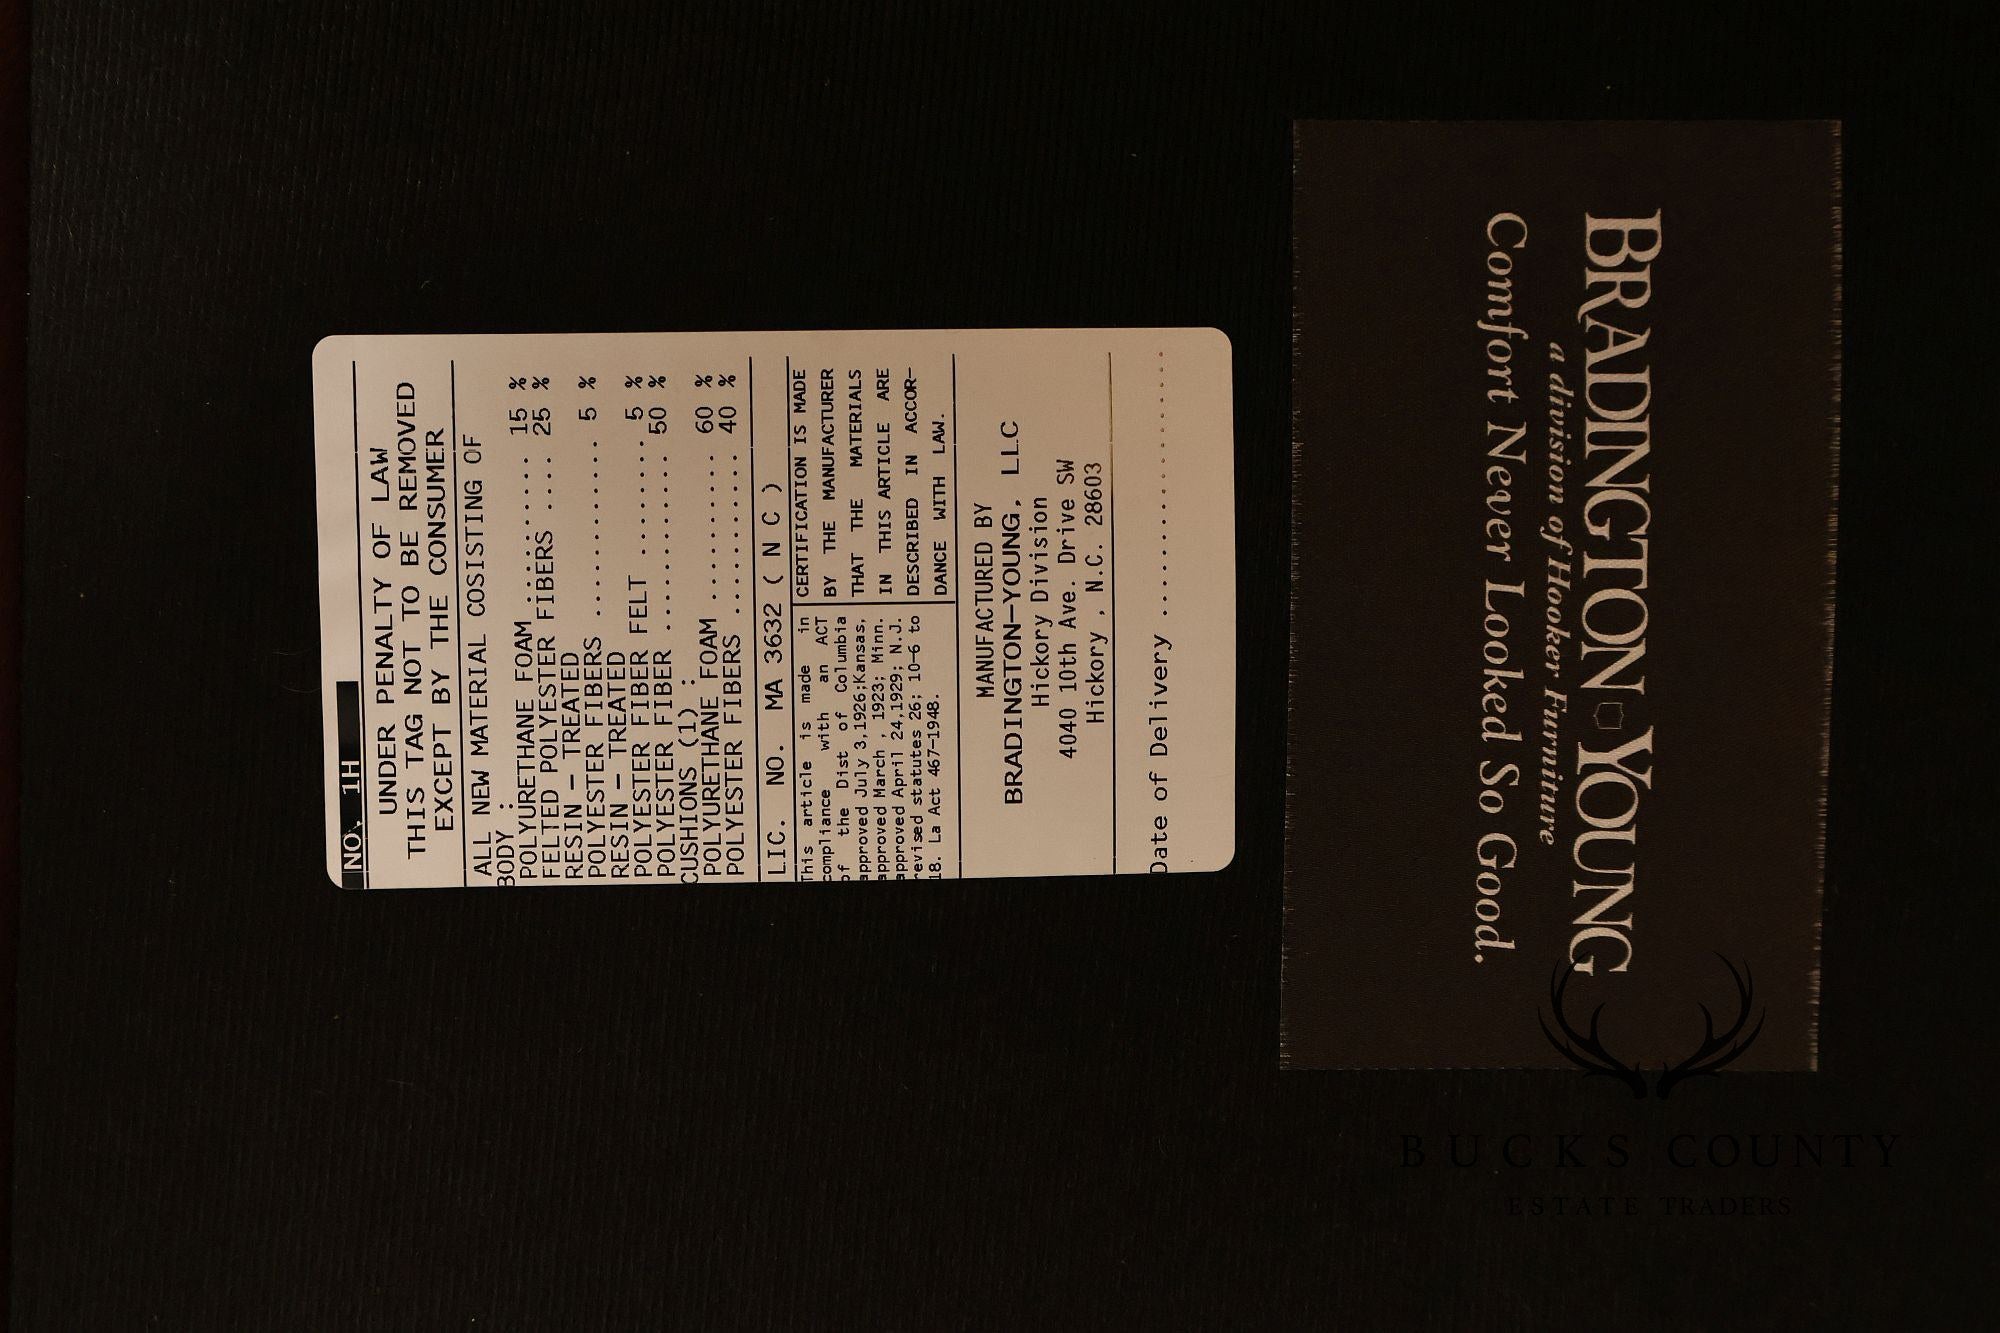 NO. 1H
UNDER PENALTY OF LAW
THIS TAG NOT TO BE REMOVED
EXCEPT BY THE CONSUMER
ALL NEW MATERIAL COSISTING OF
BODY :
POLYURETHANE FOAM ......... 15 %
FELTED POLYESTER FIBERS .... 25 %
RESIN - TREATED
POLYESTER FIBERS ........... 5 %
RESIN - TREATED
POLYESTER FIBER FELT ........ 5 %
POLYESTER FIBER ............ 50 %
CUSHIONS (1) :
POLYURETHANE FOAM .......... 60 %
POLYESTER FIBERS ........... 40 %
LIC. NO. MA 3632 ( N C )
This article is made in
compliance with an ACT
of the Dist of Columbia
approved July 3,1926;Kansas,
approved March , 1923; Minn.
approved April 24,1929; N.J.
revised statutes 26; 10-6 to
18. La Act 467-1948.
CERTIFICATION IS MADE
BY THE MANUFACTURER
THAT THE MATERIALS
IN THIS ARTICLE ARE
DESCRIBED IN ACCOR-
DANCE WITH LAW.
MANUFACTURED BY
BRADINGTON-YOUNG, LLC
Hickory Division
4040 10th Ave. Drive SW
Hickory , N.C. 28603
Date of Delivery ....................
BRADINGTON YOUNG
a division of Hooker Furniture
Comfort Never Looked So Good.
BUCKS COUNTY
ESTATE TRADERS